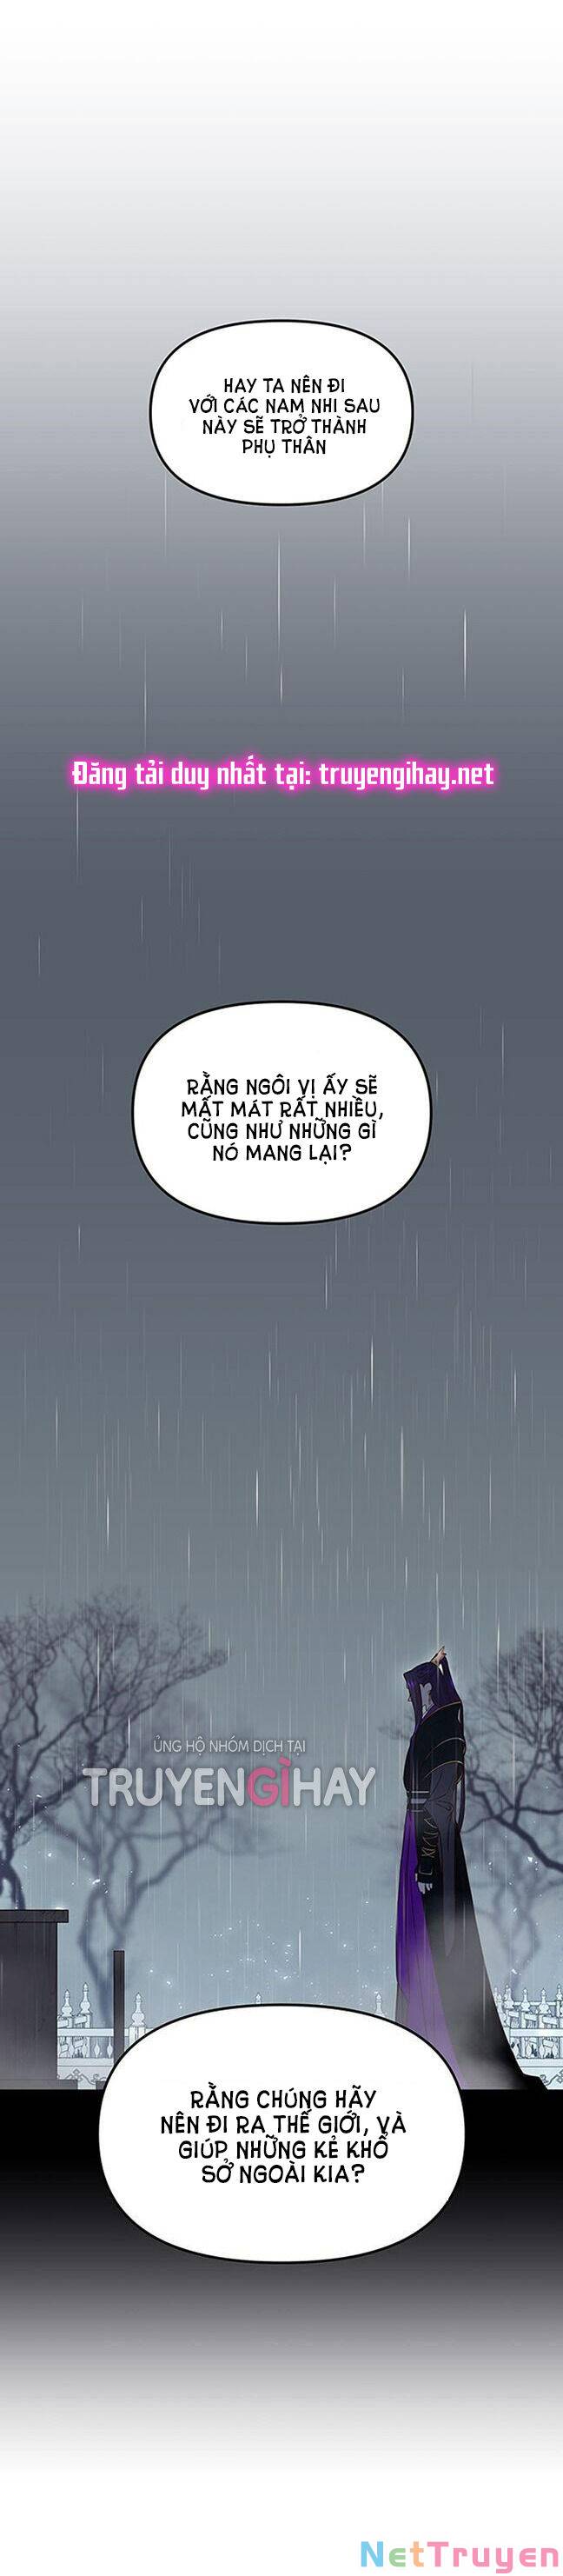 HAY TA NÊN ĐI
VỚI CÁC NAM NHI SAU
NÀY SẼ TRỞ THÀNH
PHỤ THÂN
Đăng tải duy nhất tại: truyengihay.net
RẰNG NGÔI VỊ ẤY SẼ
MẤT MÁT RẤT NHIỀU,
CŨNG NHƯ NHỮNG GÌ
NÓ MANG LẠI?
ỦNG HỘ NHÓM DỊCH TẠI
TRUYENGÌHAY
RẰNG CHÚNG HÃY
NÊN ĐI RA THẾ GIỚI, VÀ
GIÚP NHỮNG KẺ KHỔ
SỞ NGOÀI KIA?
NetTruyen